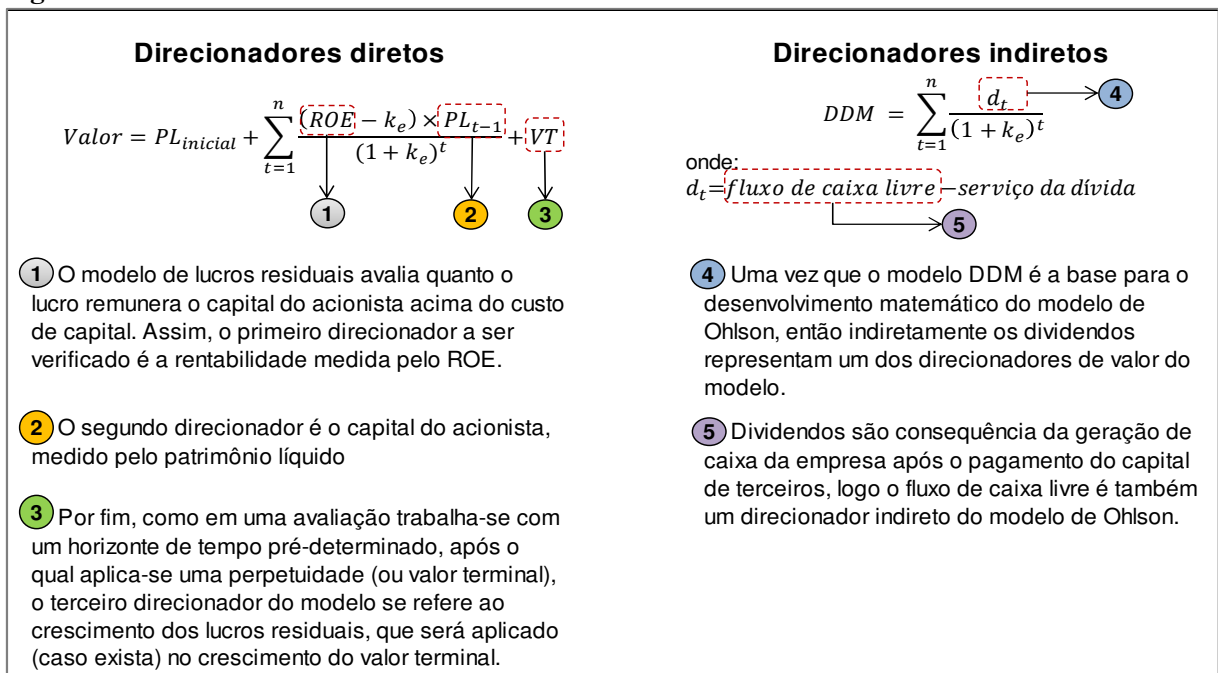 Direcionadores diretos
Valor = PL_{inicial} + \sum_{t=1}^{n} \frac{(ROE - k_e) \times PL_{t-1}}{(1 + k_e)^t} + VT
1 2 3
1 O modelo de lucros residuais avalia quanto o
lucro remunera o capital do acionista acima do custo
de capital. Assim, o primeiro direcionador a ser
verificado é a rentabilidade medida pelo ROE.
2 O segundo direcionador é o capital do acionista,
medido pelo patrimônio líquido
3 Por fim, como em uma avaliação trabalha-se com
um horizonte de tempo pré-determinado, após o
qual aplica-se uma perpetuidade (ou valor terminal),
o terceiro direcionador do modelo se refere ao
crescimento dos lucros residuais, que será aplicado
(caso exista) no crescimento do valor terminal.
Direcionadores indiretos
DDM = \sum_{t=1}^{n} \frac{d_t}{(1 + k_e)^t} 4
onde:
d_t=fluxo de caixa livre−serviço da dívida
5
4 Uma vez que o modelo DDM é a base para o
desenvolvimento matemático do modelo de
Ohlson, então indiretamente os dividendos
representam um dos direcionadores de valor do
modelo.
5 Dividendos são consequência da geração de
caixa da empresa após o pagamento do capital
de terceiros, logo o fluxo de caixa livre é também
um direcionador indireto do modelo de Ohlson.